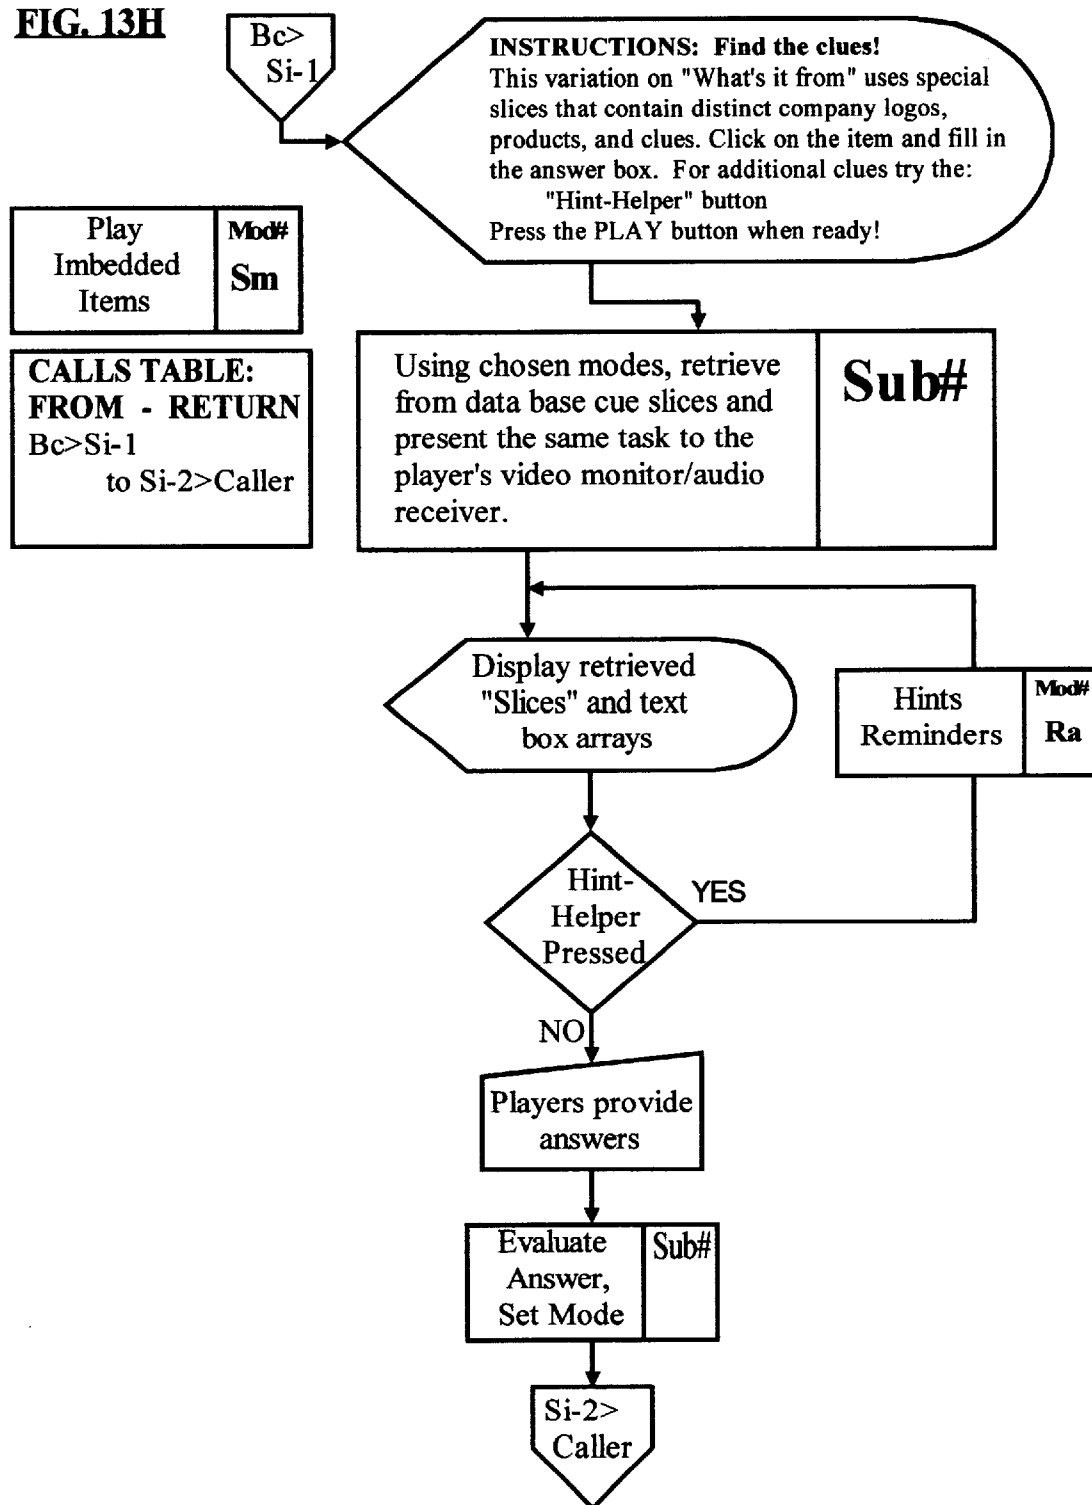 FIG. 13H
Bc>
Si-1
INSTRUCTIONS: Find the clues!
This variation on "What's it from" uses special
slices that contain distinct company logos,
products, and clues. Click on the item and fill in
the answer box. For additional clues try the:
"Hint-Helper" button
Press the PLAY button when ready!
Play
Imbedded
Items
Mod#
Sm
CALLS TABLE:
FROM - RETURN
Bc>Si-1
to Si-2>Caller
Using chosen modes, retrieve
from data base cue slices and
present the same task to the
player's video monitor/audio
receiver.
Sub#
Display retrieved
"Slices" and text
box arrays
Hints
Reminders
Mod#
Ra
Hint-
Helper
Pressed
YES
NO
Players provide
answers
Evaluate
Answer,
Set Mode
Sub#
Si-2>
Caller